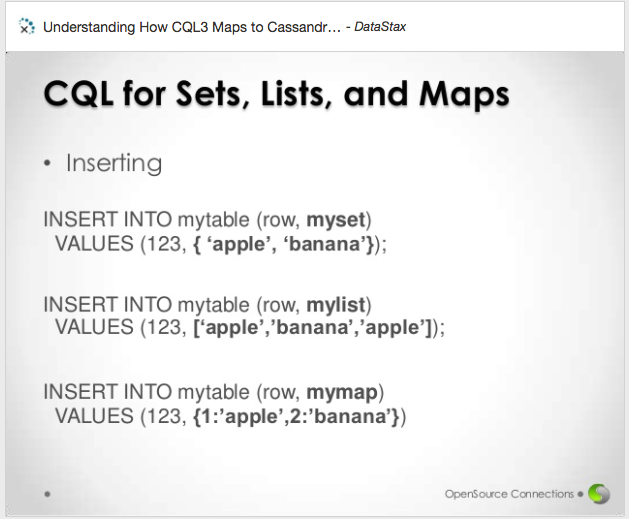 Understanding How CQL3 Maps to Cassandr... - DataStax
CQL for Sets, Lists, and Maps
• Inserting
INSERT INTO mytable (row, myset)
VALUES (123, { ‘apple’, ‘banana’});
INSERT INTO mytable (row, mylist)
VALUES (123, [‘apple’,’banana’,’apple’]);
INSERT INTO mytable (row, mymap)
VALUES (123, {1:’apple’,2:’banana’})
OpenSource Connections